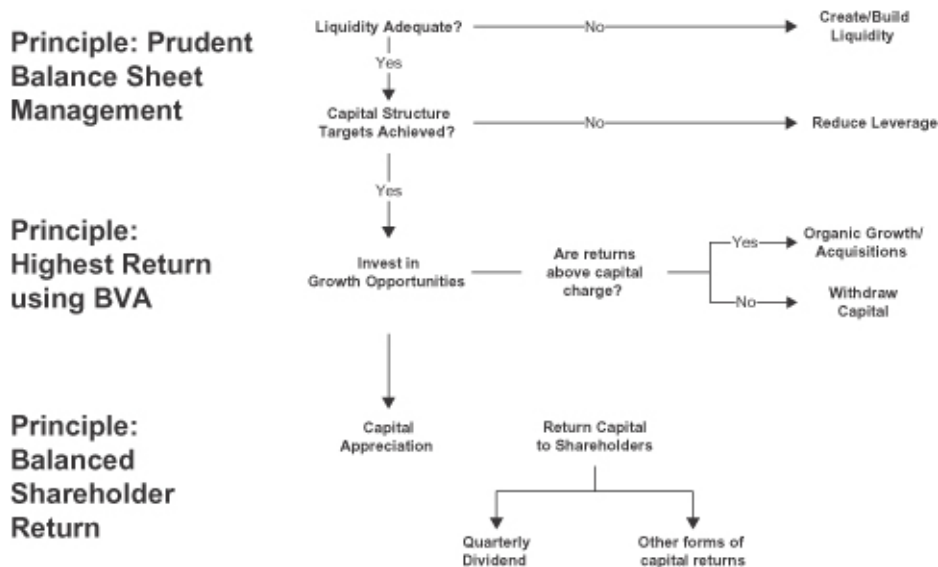 Principle: Prudent
Balance Sheet
Management
Liquidity Adequate?
No
Create/Build
Liquidity
Yes
Capital Structure
Targets Achieved?
No
Reduce Leverage
Yes
Principle:
Highest Return
using BVA
Invest in
Growth Opportunities
Are returns
above capital
charge?
Yes
Organic Growth/
Acquisitions
No
Withdraw
Capital
Principle:
Balanced
Shareholder
Return
Capital
Appreciation
Return Capital
to Shareholders
Quarterly
Dividend
Other forms of
capital returns